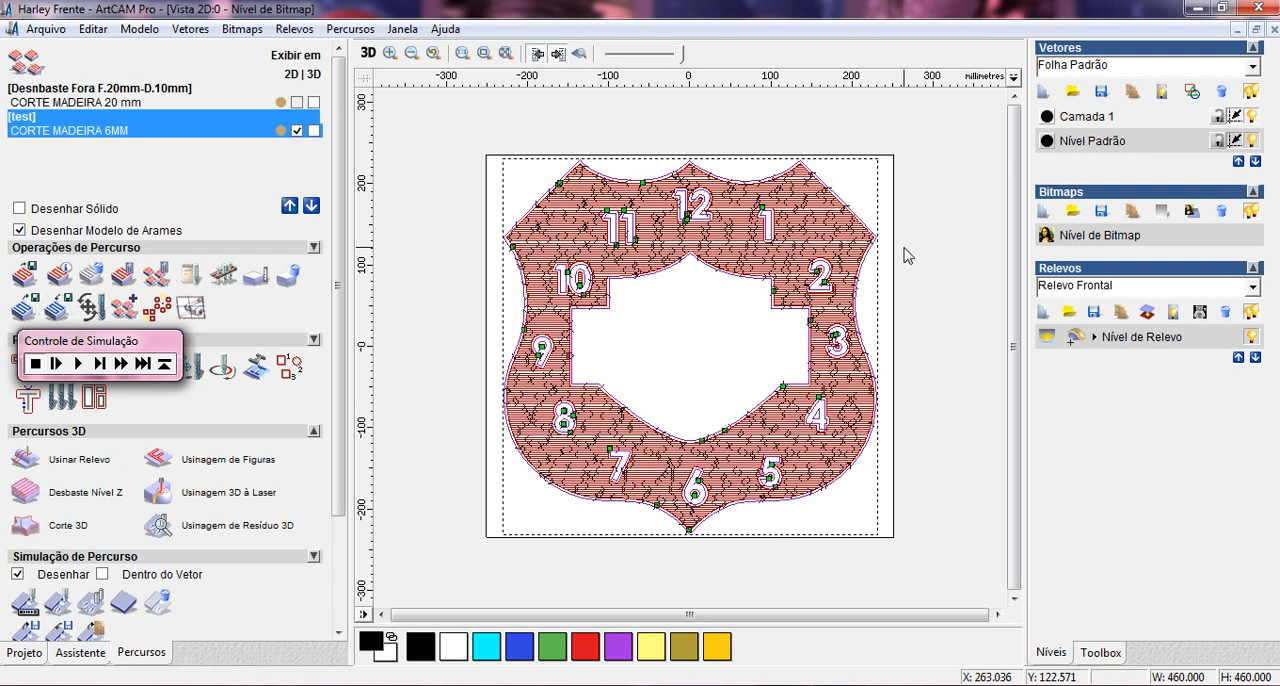 Harley Frente - ArtCAM Pro - [Vista 2D:0 - Nível de Bitmap]
Arquivo Editar Modelo Vetores Bitmaps Relevos Percursos Janela Ajuda
Exibir em
2D | 3D
[Desnbaste Fora F.20mm-D.10mm]
CORTE MADEIRA 20 mm
[test]
CORTE MADEIRA 6MM
Desenhar Sólido
Desenhar Modelo de Arames
Operações de Percurso
Controle de Simulação
Percursos 3D
Usinar Relevo Usinagem de Figuras
Desbaste Nível Z Usinagem 3D à Laser
Corte 3D Usinagem de Resíduo 3D
Simulação de Percurso
Desenhar Dentro do Vetor
Projeto Assistente Percursos
3D
-300 -200 -100 0 100 200 300 milímetros
300
200
100
-0
-100
-200
-300
12
11 1
10 2
9 3
8 4
7 5
6
Vetores
Folha Padrão
Camada 1
Nível Padrão
Bitmaps
Nível de Bitmap
Relevos
Relevo Frontal
Nível de Relevo
Níveis Toolbox
X: 263.036 Y: 122.571 W: 460.000 H: 460.000